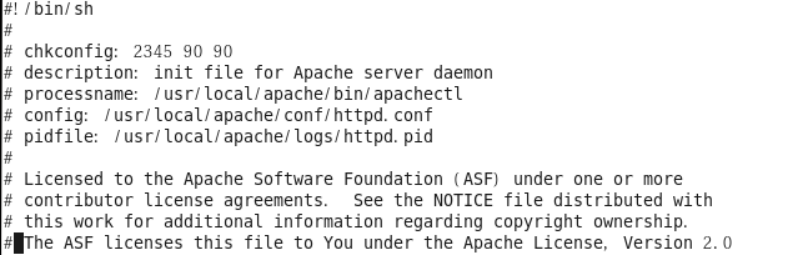 #!/bin/sh
#
# chkconfig: 2345 90 90
# description: init file for Apache server daemon
# processname: /usr/local/apache/bin/apachectl
# config: /usr/local/apache/conf/httpd.conf
# pidfile: /usr/local/apache/logs/httpd.pid
#
# Licensed to the Apache Software Foundation (ASF) under one or more
# contributor license agreements.  See the NOTICE file distributed with
# this work for additional information regarding copyright ownership.
# The ASF licenses this file to You under the Apache License, Version 2.0